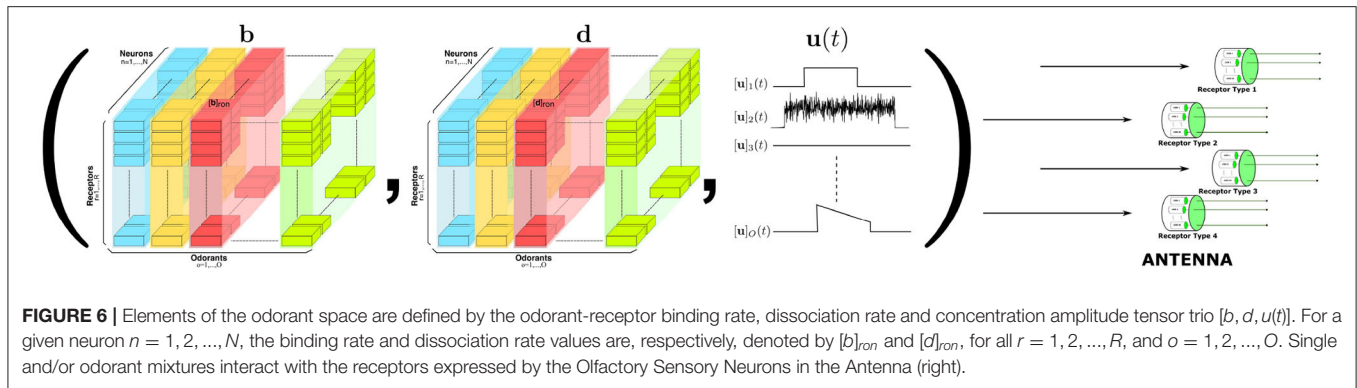 b
Neurons
n=1,...,N
[b]ron
Receptors
r=1,...,R
Odorants
o=1,...,O
,
d
Neurons
n=1,...,N
[d]ron
Receptors
r=1,...,R
Odorants
o=1,...,O
,
u(t)
[u]₁(t)
[u]₂(t)
[u]₃(t)
[u]O(t)
Receptor Type 1
Receptor Type 2
Receptor Type 3
Receptor Type 4
ANTENNA
FIGURE 6 | Elements of the odorant space are defined by the odorant-receptor binding rate, dissociation rate and concentration amplitude tensor trio [b, d, u(t)]. For a
given neuron n = 1, 2, ..., N, the binding rate and dissociation rate values are, respectively, denoted by [b]ron and [d]ron, for all r = 1, 2, ..., R, and o = 1, 2, ..., O. Single
and/or odorant mixtures interact with the receptors expressed by the Olfactory Sensory Neurons in the Antenna (right).